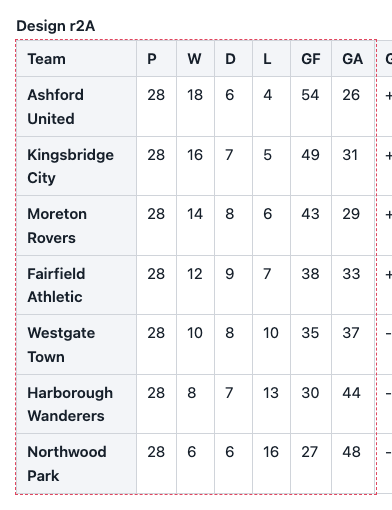 Design r2A
Team P W D L GF GA
Ashford 28 18 6 4 54 26
United
Kingsbridge 28 16 7 5 49 31
City
Moreton 28 14 8 6 43 29
Rovers
Fairfield 28 12 9 7 38 33
Athletic
Westgate 28 10 8 10 35 37
Town
Harborough 28 8 7 13 30 44
Wanderers
Northwood 28 6 6 16 27 48
Park